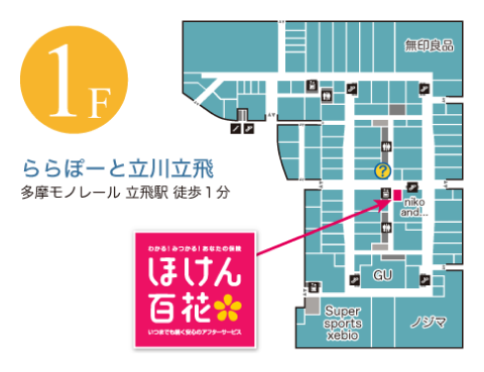 1F
ららぽーと立川立飛
多摩モノレール 立飛駅 徒歩1分
無印良品
?
niko
and...
わかる!みつかる!あなたの保険
ほけん
百花
いつまでも続く安心のアフターサービス
GU
Super
sports
xebio
ノジマ